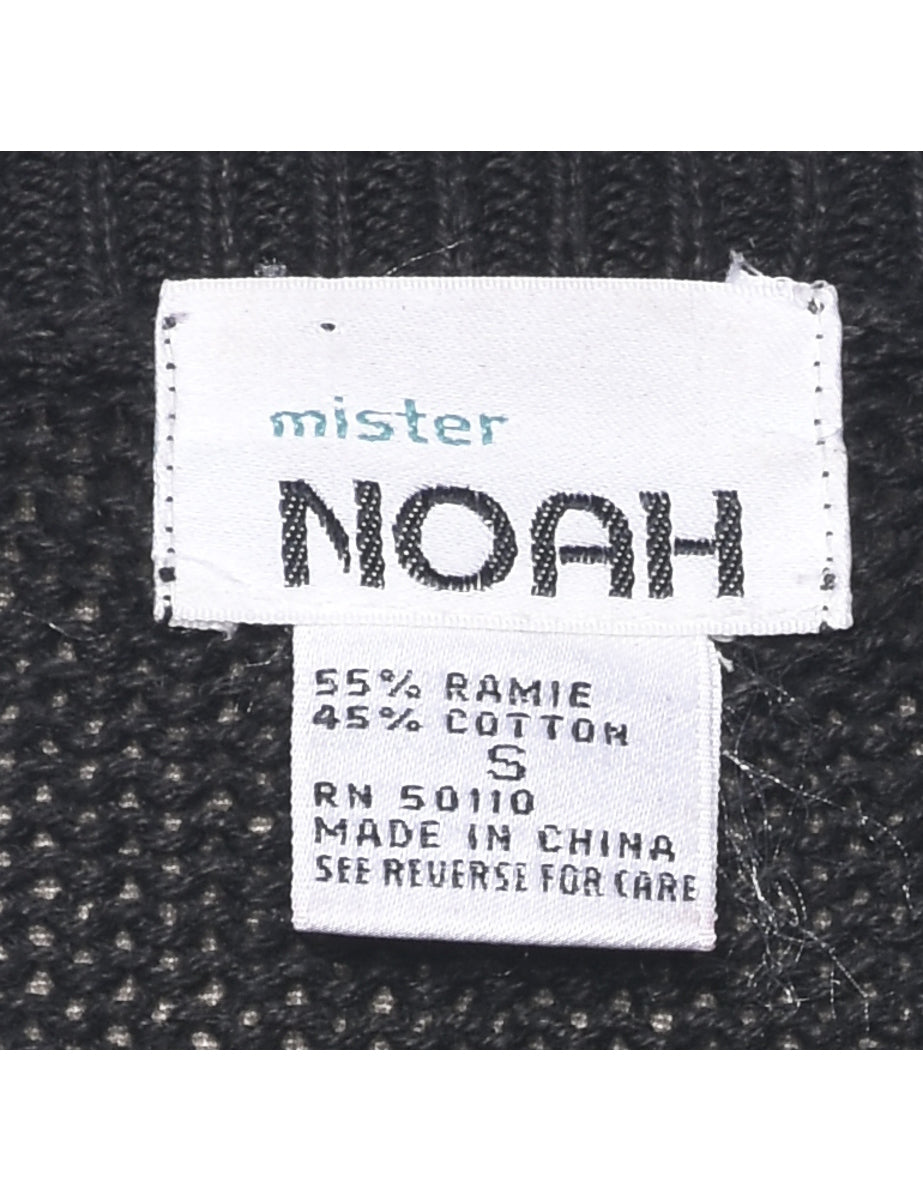 mister
NOAH
55% RAMIE
45% COTTON
S
RN 50110
MADE IN CHINA
SEE REVERSE FOR CARE